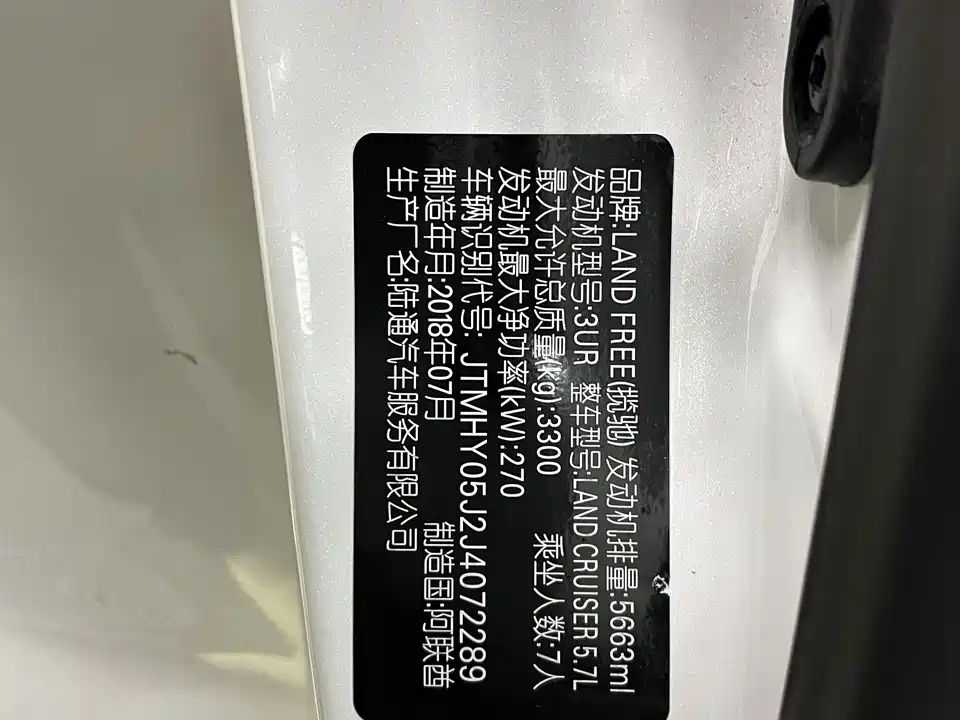 品牌:LAND FREE(揽驰) 发动机排量:5663ml
发动机型号:3UR 整车型号:LAND CRUISER 5.7L
最大允许总质量(kg):3300 乘坐人数:7人
发动机最大净功率(kW):270
车辆识别代号: JTMHY05J2J4072289
制造年月:2018年07月 制造国:阿联酋
生产厂名:陆通汽车服务有限公司